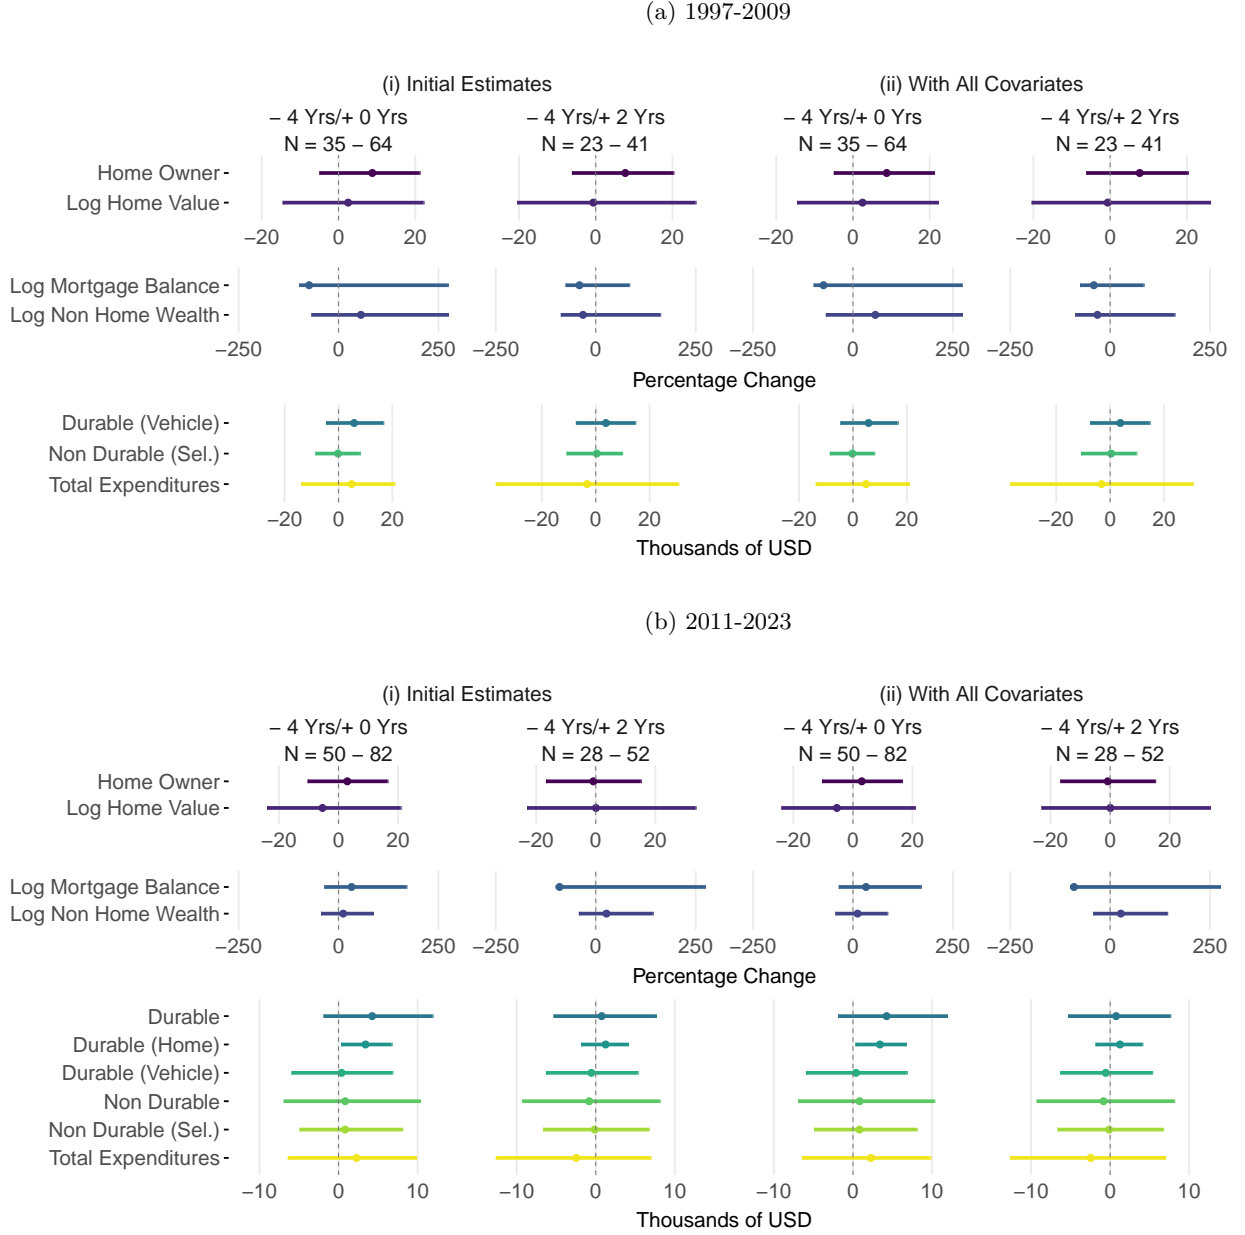 (a) 1997-2009
(i) Initial Estimates
(ii) With All Covariates
− 4 Yrs/+ 0 Yrs
N = 35 − 64
− 4 Yrs/+ 2 Yrs
N = 23 − 41
− 4 Yrs/+ 0 Yrs
N = 35 − 64
− 4 Yrs/+ 2 Yrs
N = 23 − 41
Home Owner
Log Home Value
−20 0 20 −20 0 20 −20 0 20 −20 0 20
Log Mortgage Balance
Log Non Home Wealth
−250 0 250 −250 0 250 −250 0 250 −250 0 250
Percentage Change
Durable (Vehicle)
Non Durable (Sel.)
Total Expenditures
−20 0 20 −20 0 20 −20 0 20 −20 0 20
Thousands of USD
(b) 2011-2023
(i) Initial Estimates
(ii) With All Covariates
− 4 Yrs/+ 0 Yrs
N = 50 − 82
− 4 Yrs/+ 2 Yrs
N = 28 − 52
− 4 Yrs/+ 0 Yrs
N = 50 − 82
− 4 Yrs/+ 2 Yrs
N = 28 − 52
Home Owner
Log Home Value
−20 0 20 −20 0 20 −20 0 20 −20 0 20
Log Mortgage Balance
Log Non Home Wealth
−250 0 250 −250 0 250 −250 0 250 −250 0 250
Percentage Change
Durable
Durable (Home)
Durable (Vehicle)
Non Durable
Non Durable (Sel.)
Total Expenditures
−10 0 10 −10 0 10 −10 0 10 −10 0 10
Thousands of USD